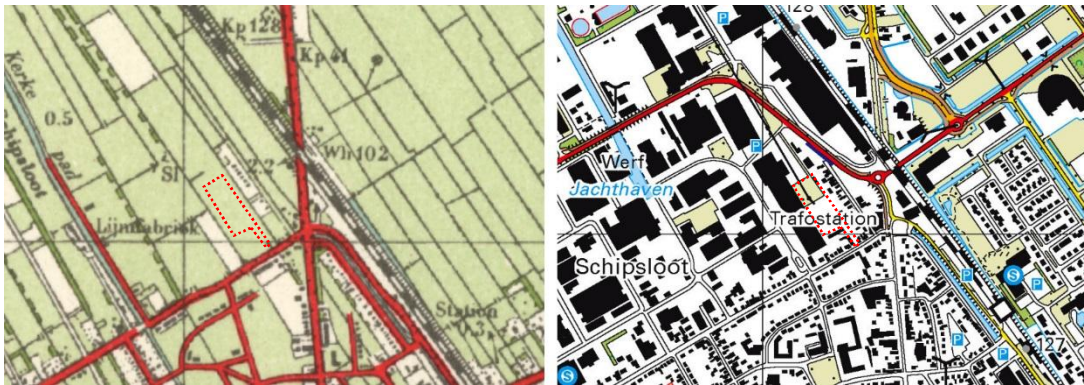 Kp 128
Kp 41
Kerke
pad
0.5
Schipsloot
Sl
2.2
Wh 102
Lijmfabriek
Station
0.3
128
P
P
Werf
Jachthaven
Trafostation
Schipsloot
S
P
P
P
P
127
S